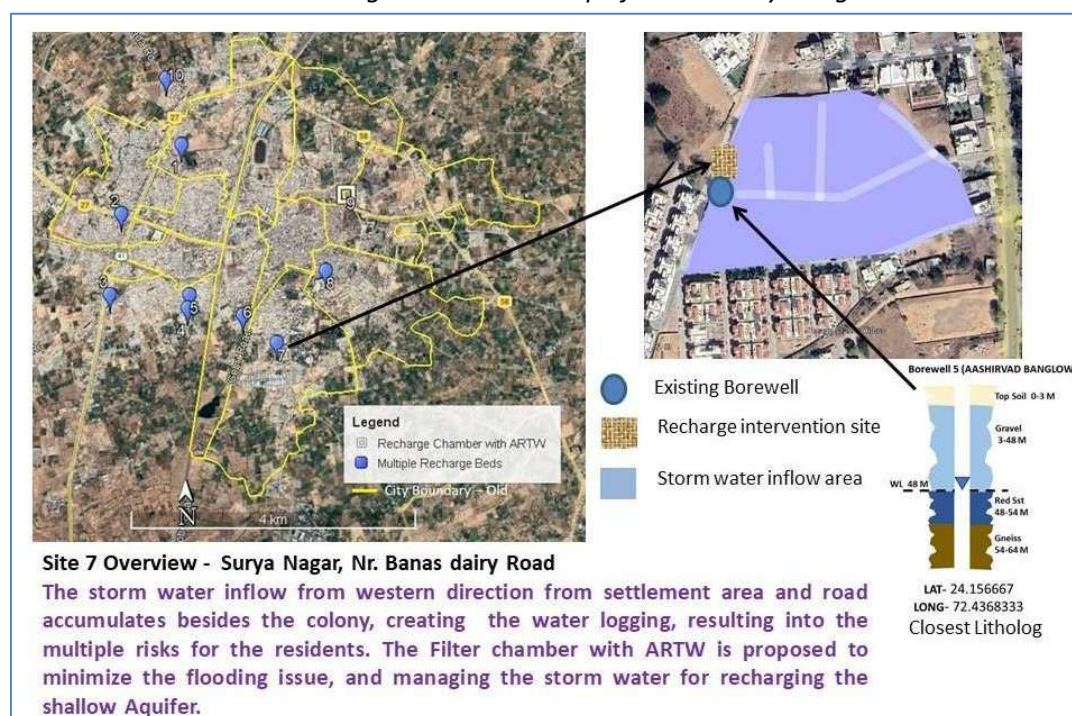 10
27
58
1
9
27
2
41
3
8
5
6
4
7
58
Legend
Recharge Chamber with ARTW
Multiple Recharge Beds
City Boundary - Old
N
4 km
Existing Borewell
Recharge intervention site
Storm water inflow area
Borewell 5 (AASHIRVAD BANGLOW
Top Soil 0-3 M
Gravel
3-48 M
WL 48 M
Red Sst
48-54 M
Gneiss
54-64 M
LAT- 24.156667
LONG- 72.4368333
Closest Litholog
Site 7 Overview - Surya Nagar, Nr. Banas dairy Road
The storm water inflow from western direction from settlement area and road
accumulates besides the colony, creating the water logging, resulting into the
multiple risks for the residents. The Filter chamber with ARTW is proposed to
minimize the flooding issue, and managing the storm water for recharging the
shallow Aquifer.